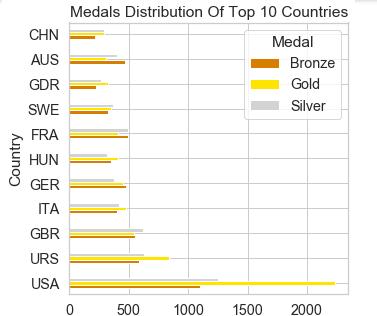 Medals Distribution Of Top 10 Countries
CHN
AUS
GDR
SWE
FRA
HUN
GER
ITA
GBR
URS
USA
Country
Medal
Bronze
Gold
Silver
0
500
1000
1500
2000